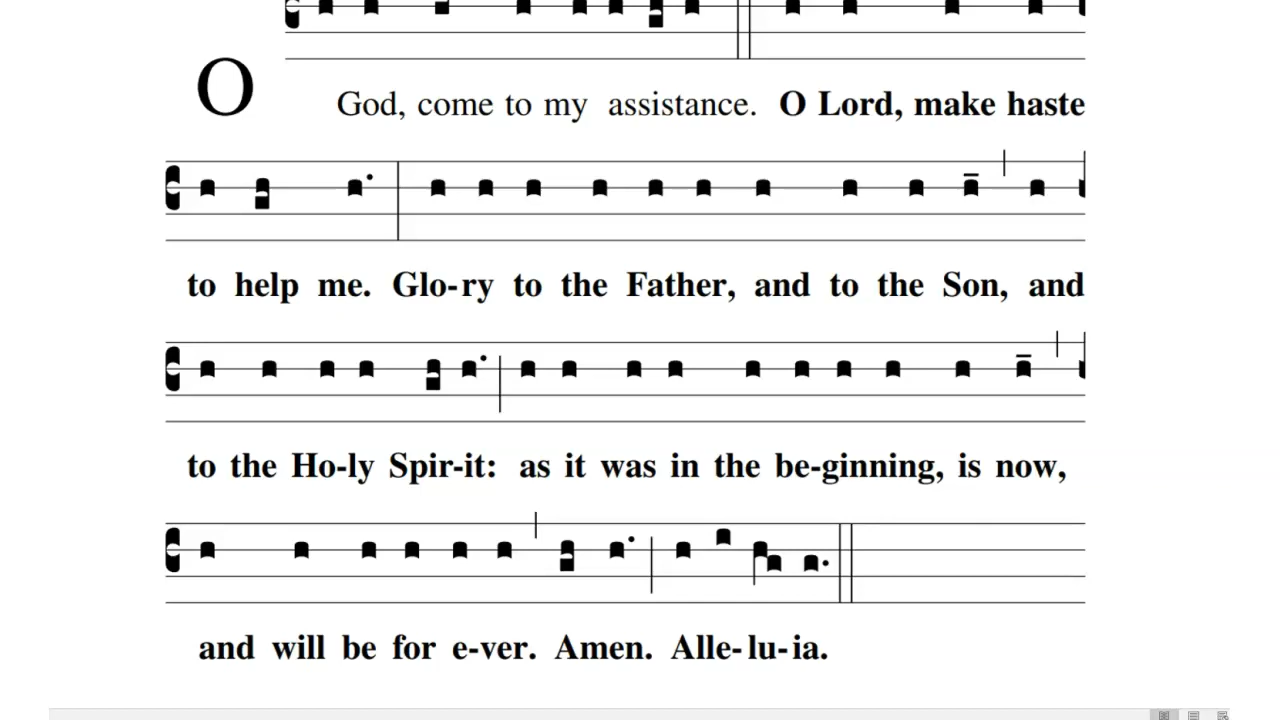 O God, come to my assistance. O Lord, make haste
to help me. Glo-ry to the Father, and to the Son, and
to the Ho-ly Spir-it: as it was in the be-ginning, is now,
and will be for e-ver. Amen. Alle-lu-ia.